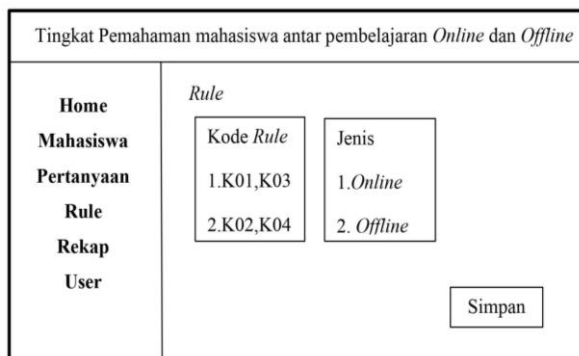 Tingkat Pemahaman mahasiswa antar pembelajaran Online dan Offline
Home
Mahasiswa
Pertanyaan
Rule
Rekap
User
Rule
Kode Rule
1.K01,K03
2.K02,K04
Jenis
1.Online
2. Offline
Simpan